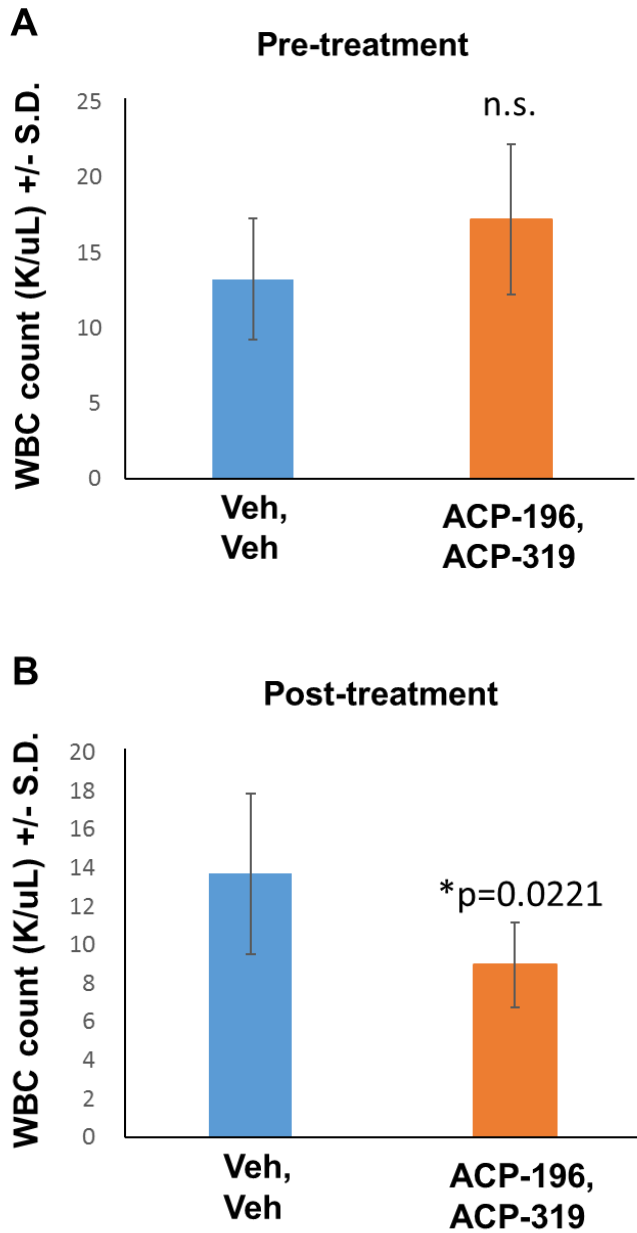 A
Pre-treatment
WBC count (K/uL) +/- S.D.
25
20
15
10
5
0
n.s.
Veh,
Veh
ACP-196,
ACP-319
B
Post-treatment
WBC count (K/uL) +/- S.D.
20
18
16
14
12
10
8
6
4
2
0
*p=0.0221
Veh,
Veh
ACP-196,
ACP-319